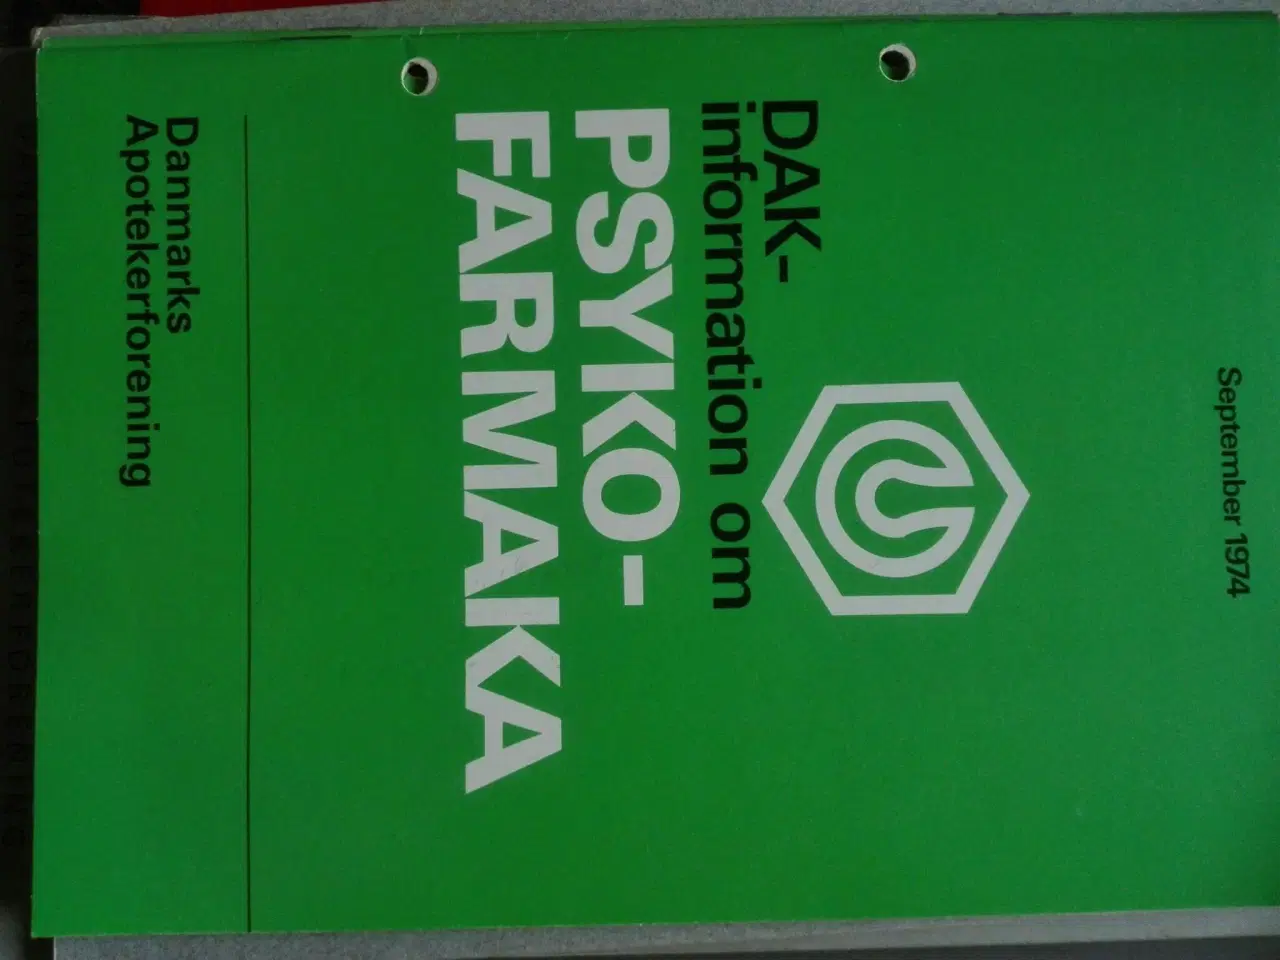 September 1974
DAK-
information om
PSYKO-
FARMAKA
Danmarks
Apotekerforening